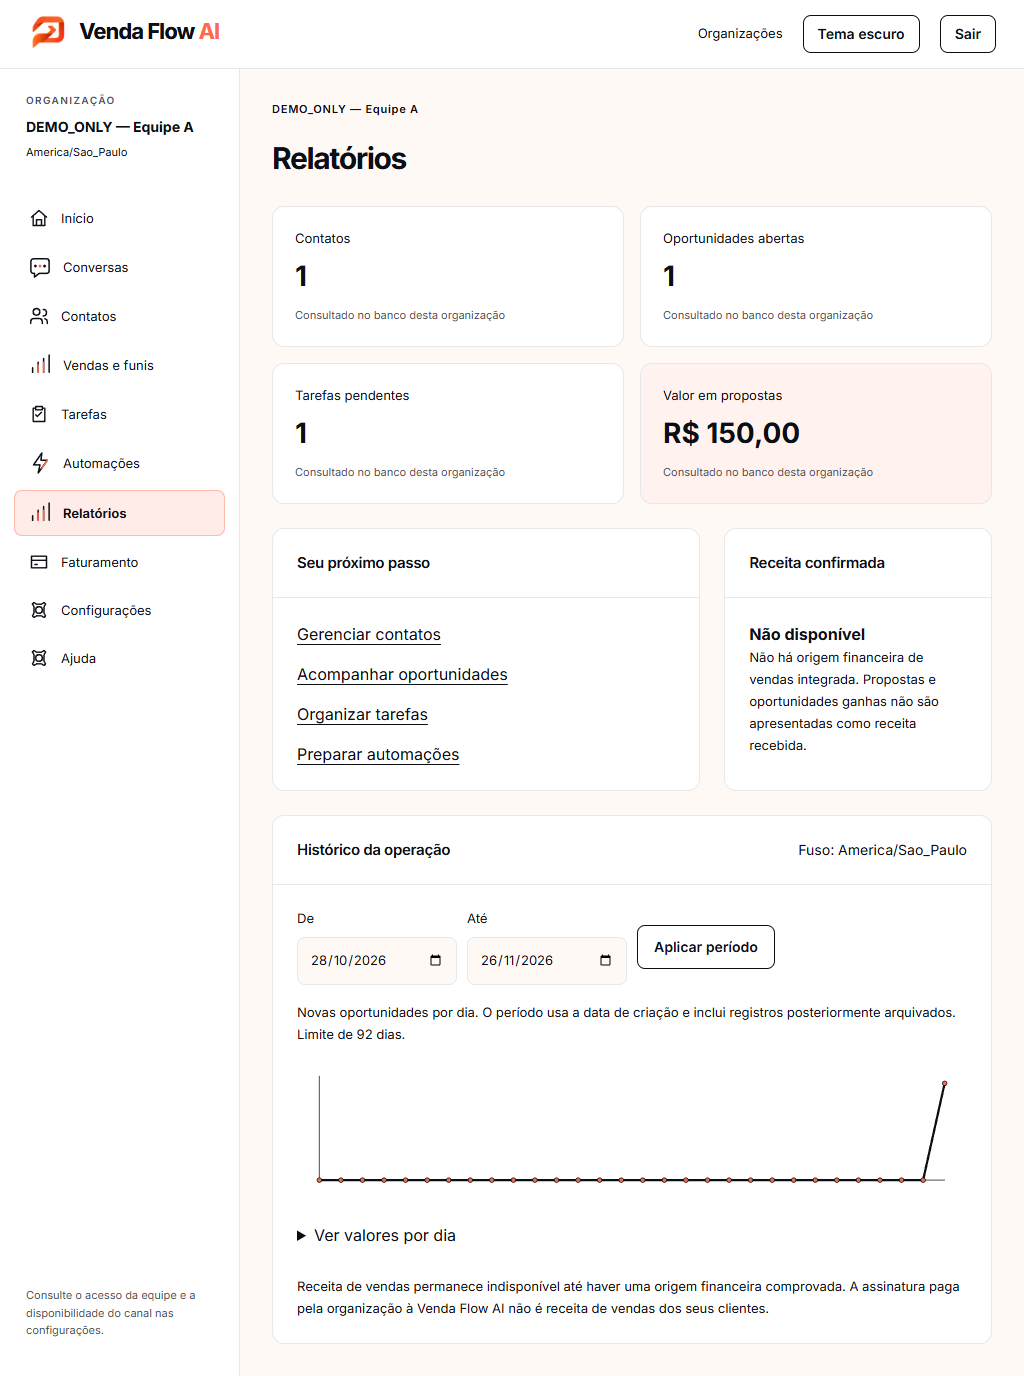 Venda Flow AI
Organizações
Tema escuro
Sair
ORGANIZAÇÃO
DEMO_ONLY — Equipe A
America/Sao_Paulo
Início
Conversas
Contatos
Vendas e funis
Tarefas
Automações
Relatórios
Faturamento
Configurações
Ajuda
Consulte o acesso da equipe e a
disponibilidade do canal nas
configurações.
DEMO_ONLY — Equipe A
Relatórios
Contatos
1
Consultado no banco desta organização
Oportunidades abertas
1
Consultado no banco desta organização
Tarefas pendentes
1
Consultado no banco desta organização
Valor em propostas
R$ 150,00
Consultado no banco desta organização
Seu próximo passo
Gerenciar contatos
Acompanhar oportunidades
Organizar tarefas
Preparar automações
Receita confirmada
Não disponível
Não há origem financeira de
vendas integrada. Propostas e
oportunidades ganhas não são
apresentadas como receita
recebida.
Histórico da operação
Fuso: America/Sao_Paulo
De
28/10/2026
Até
26/11/2026
Aplicar período
Novas oportunidades por dia. O período usa a data de criação e inclui registros posteriormente arquivados.
Limite de 92 dias.
Ver valores por dia
Receita de vendas permanece indisponível até haver uma origem financeira comprovada. A assinatura paga
pela organização à Venda Flow AI não é receita de vendas dos seus clientes.